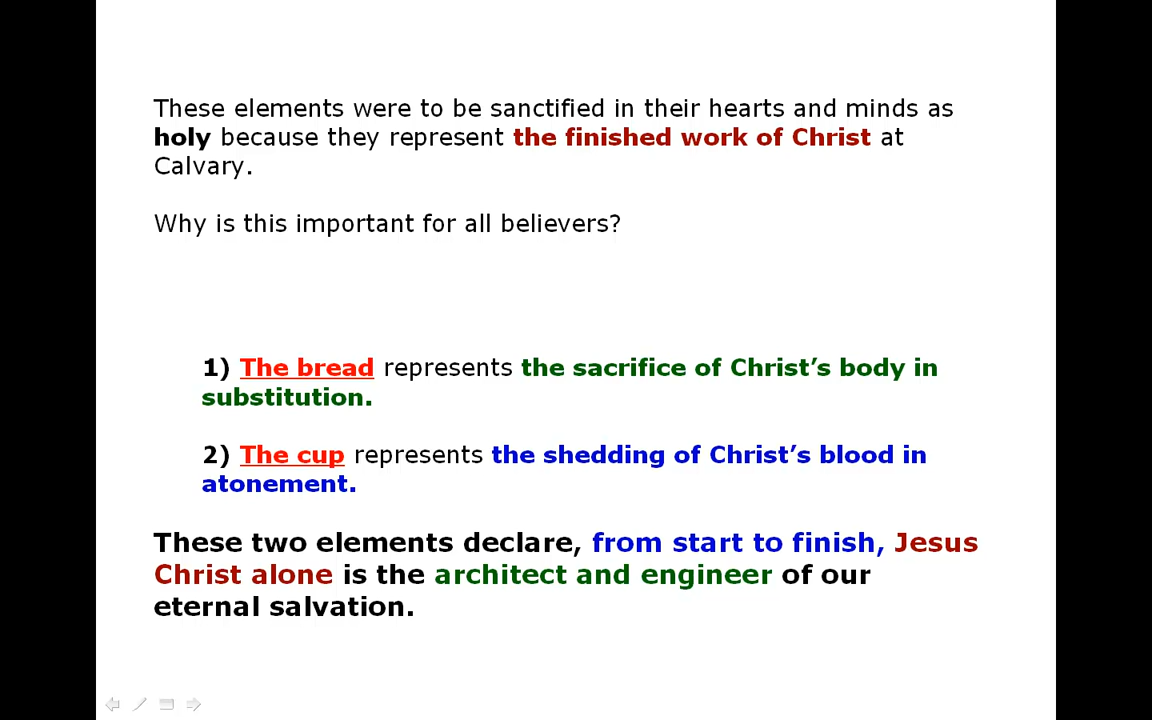 These elements were to be sanctified in their hearts and minds as
holy because they represent the finished work of Christ at
Calvary.
Why is this important for all believers?
1) The bread represents the sacrifice of Christ’s body in
substitution.
2) The cup represents the shedding of Christ’s blood in
atonement.
These two elements declare, from start to finish, Jesus
Christ alone is the architect and engineer of our
eternal salvation.